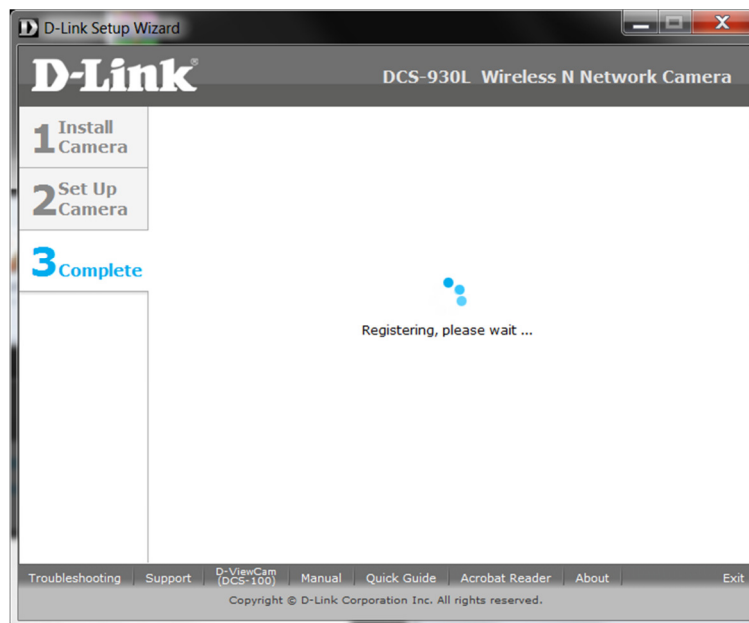 D-Link Setup Wizard
D-Link®
DCS-930L Wireless N Network Camera
1 Install
Camera
2 Set Up
Camera
3 Complete
Registering, please wait ...
Troubleshooting
Support
D-ViewCam
(DCS-100)
Manual
Quick Guide
Acrobat Reader
About
Exit
Copyright © D-Link Corporation Inc. All rights reserved.